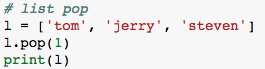 # list pop
l = ['tom', 'jerry', 'steven']
l.pop(1)
print(l)